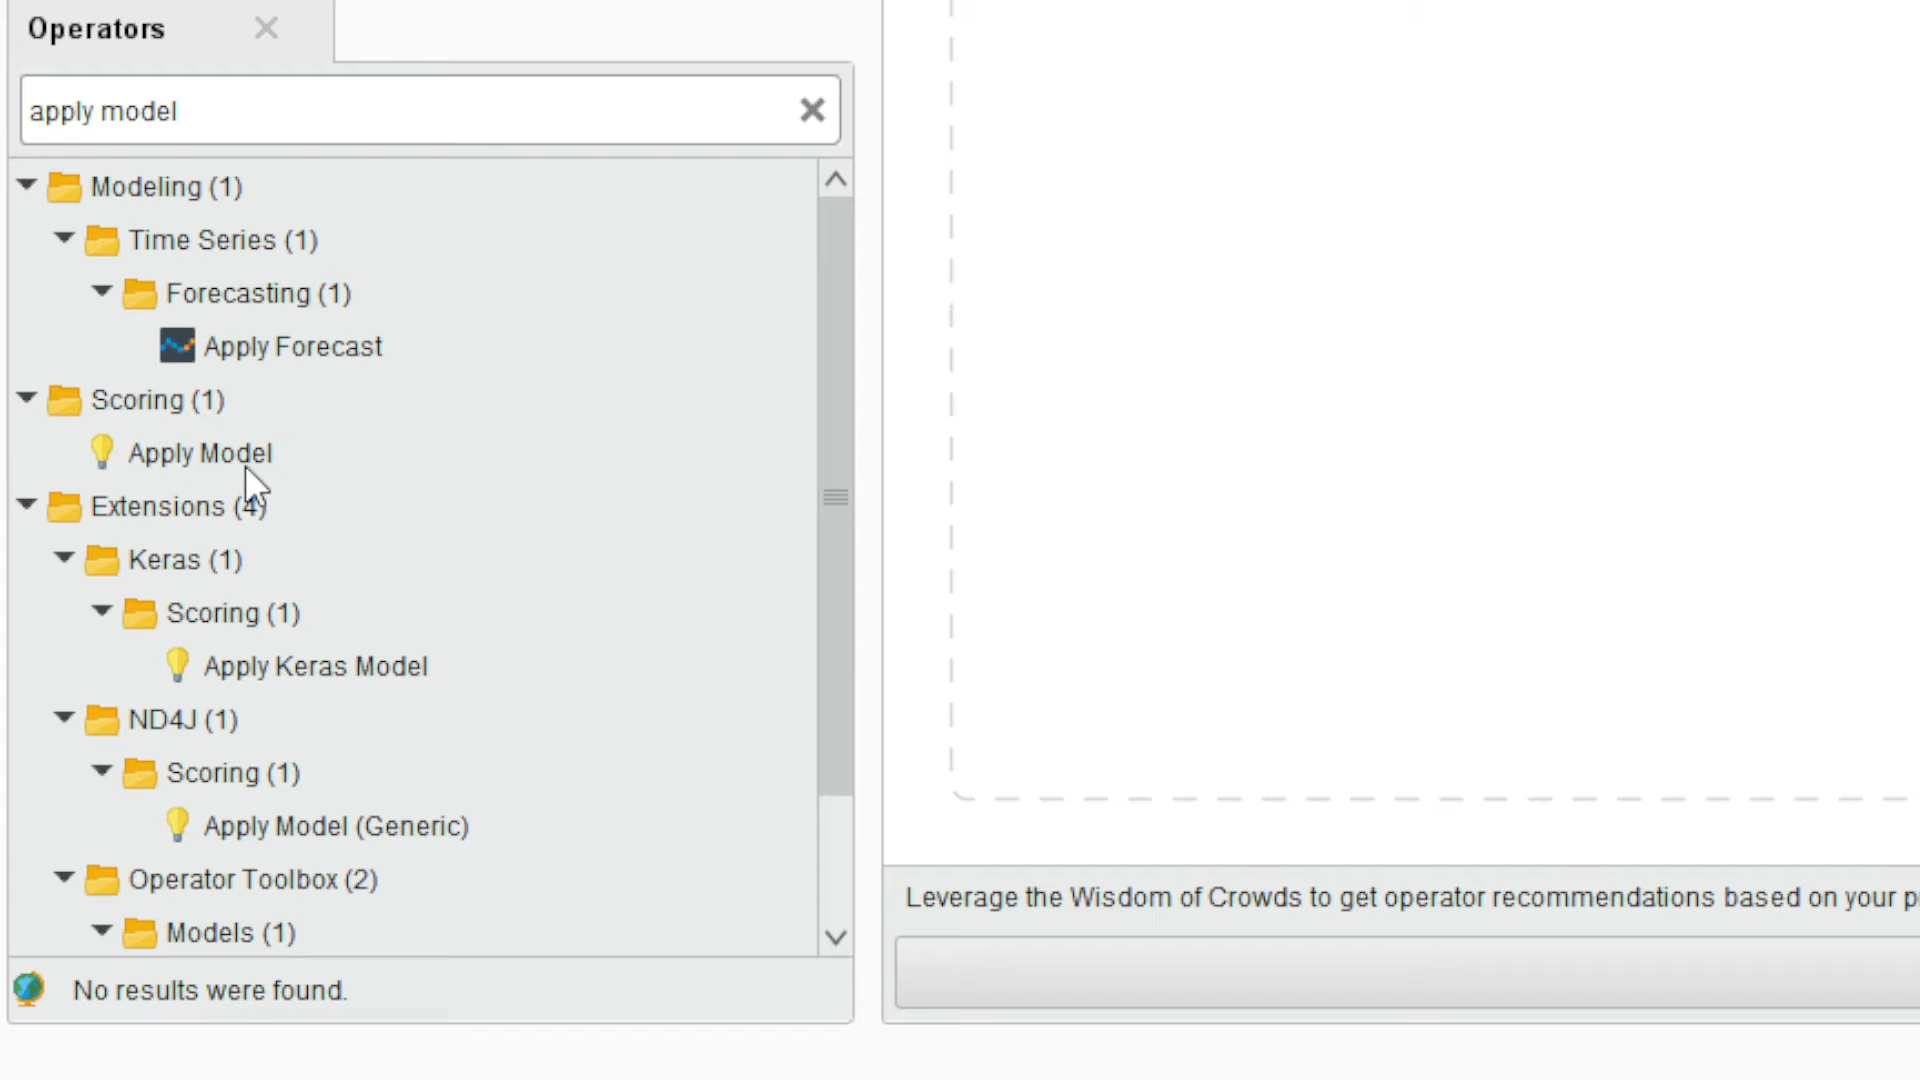 Operators
apply model
Modeling (1)
Time Series (1)
Forecasting (1)
Apply Forecast
Scoring (1)
Apply Model
Extensions (4)
Keras (1)
Scoring (1)
Apply Keras Model
ND4J (1)
Scoring (1)
Apply Model (Generic)
Operator Toolbox (2)
Models (1)
No results were found.
Leverage the Wisdom of Crowds to get operator recommendations based on your p